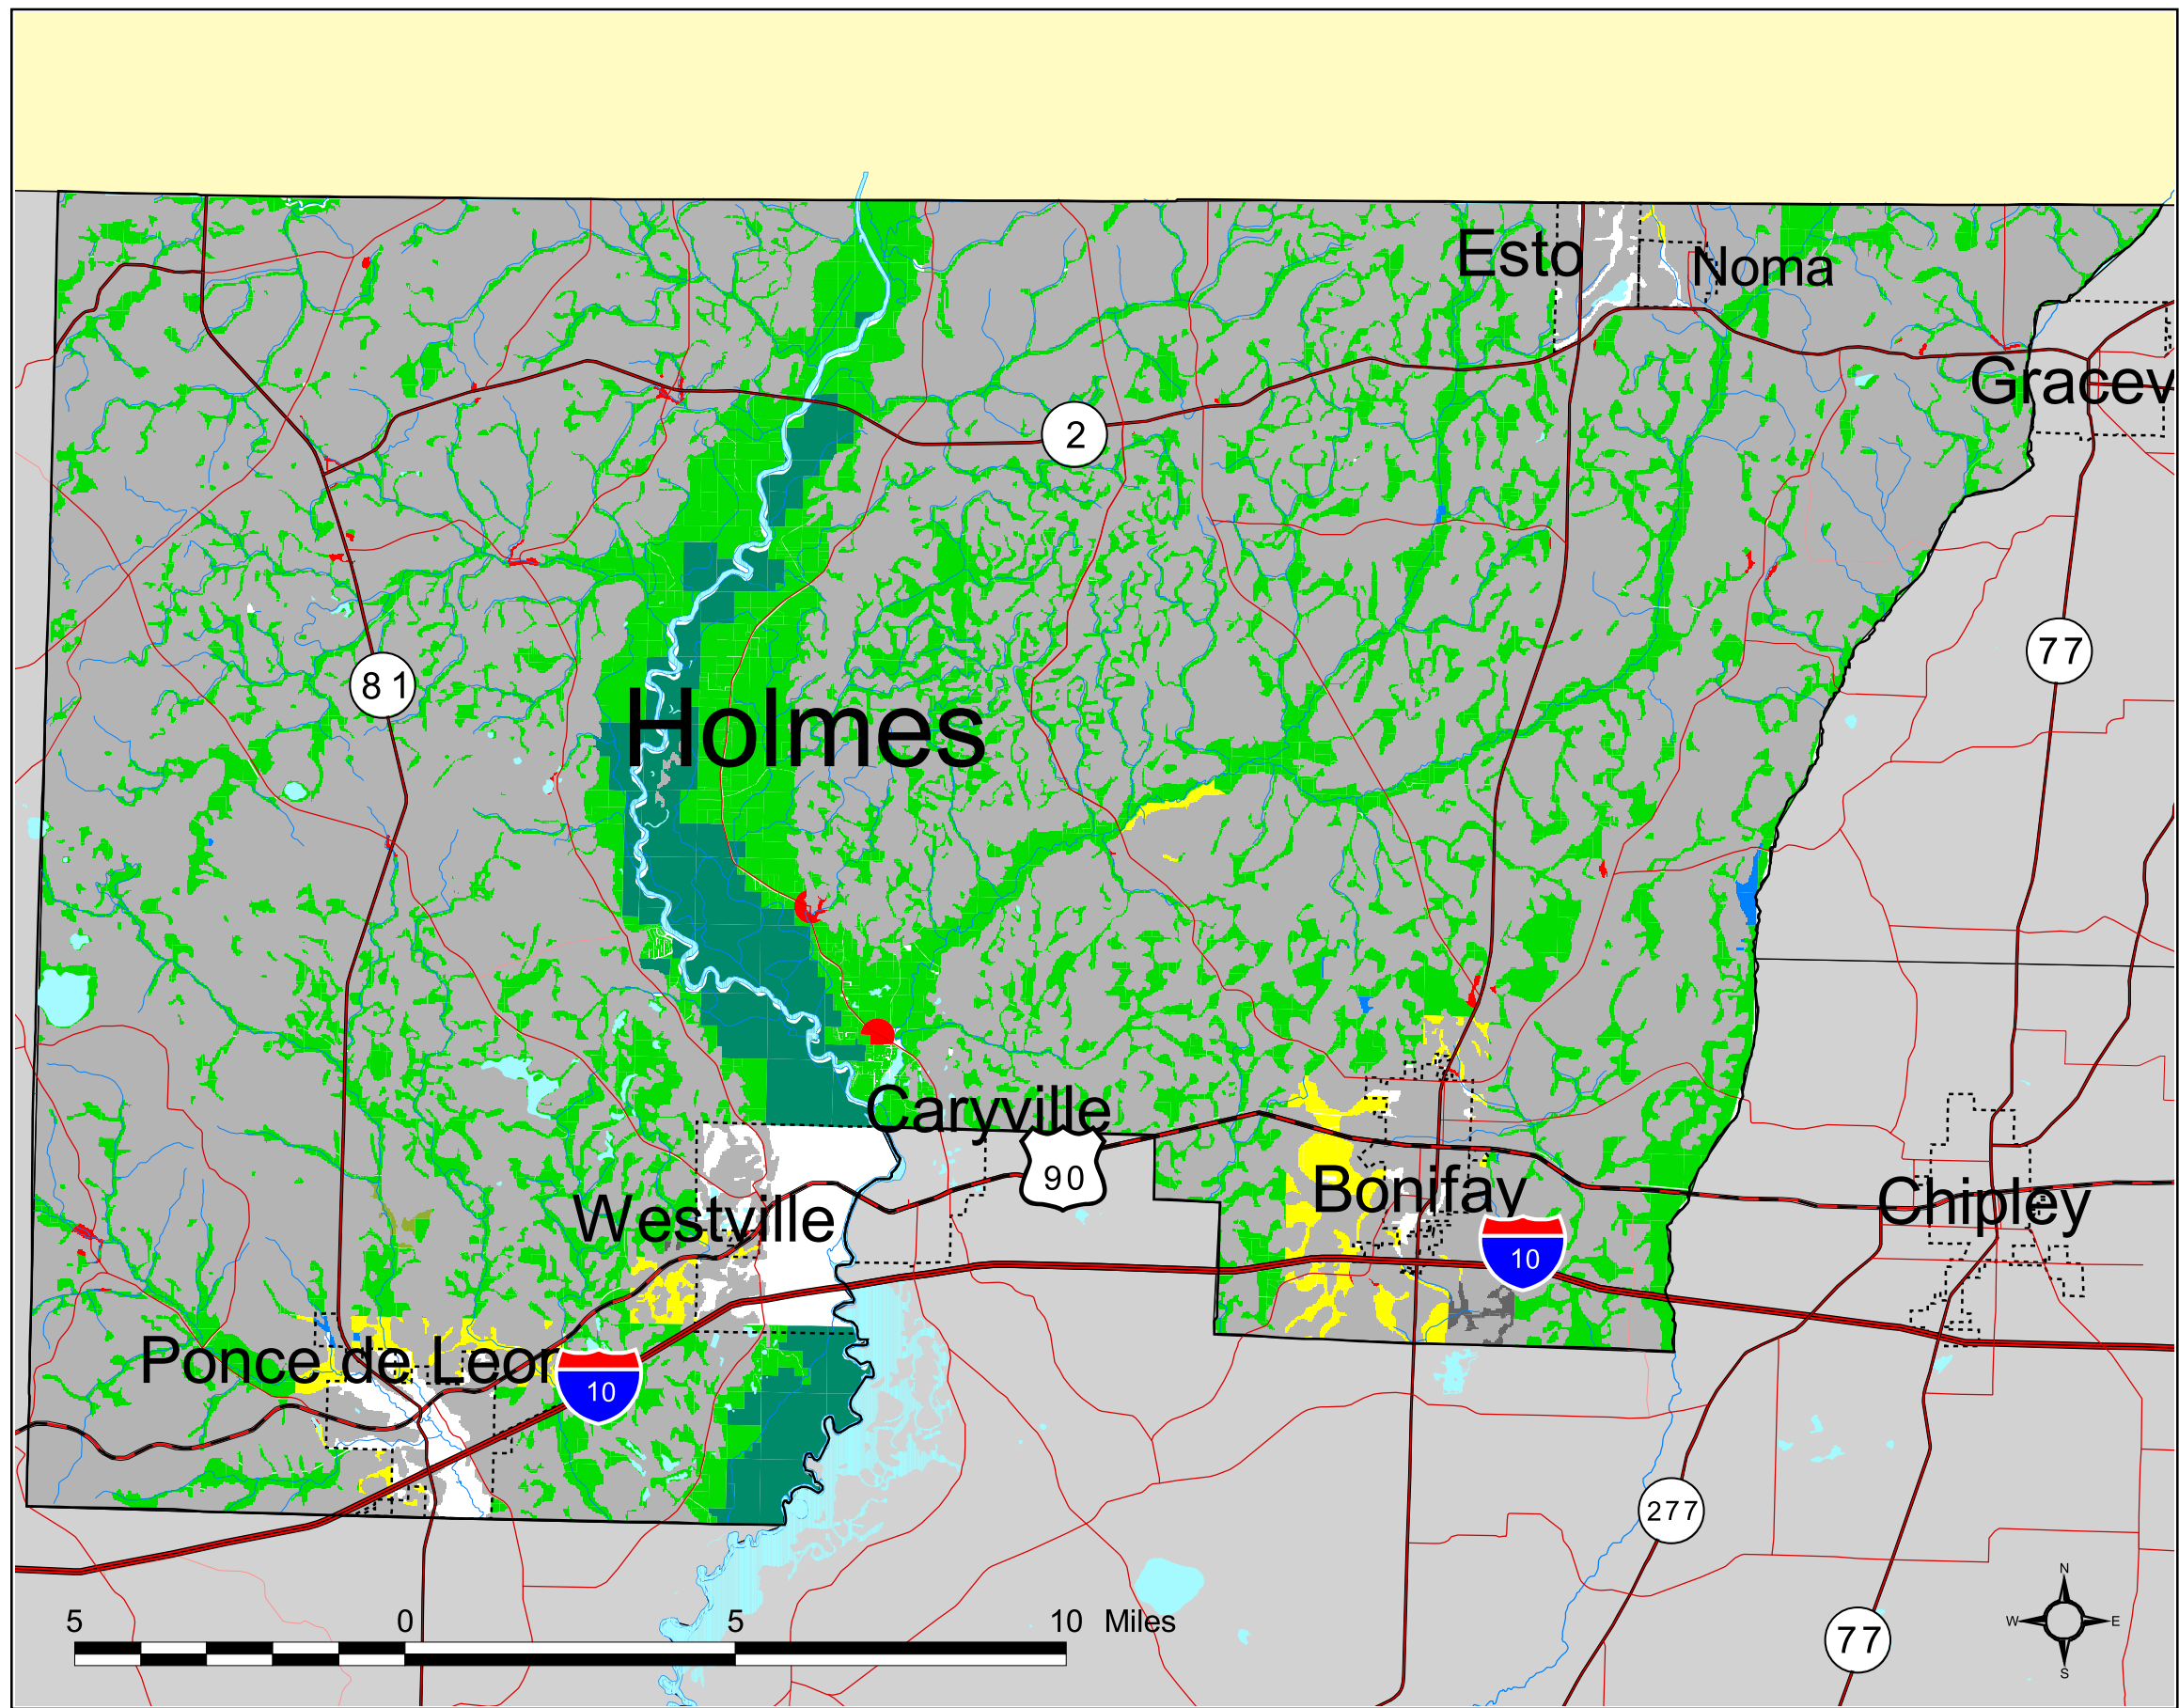 Esto
Noma
Gracev
2
77
81
Holmes
Caryville
90
Bonifay
Westville
Chipley
10
Ponce de Leon
10
277
N
W E
S
5 0 5 10 Miles
77